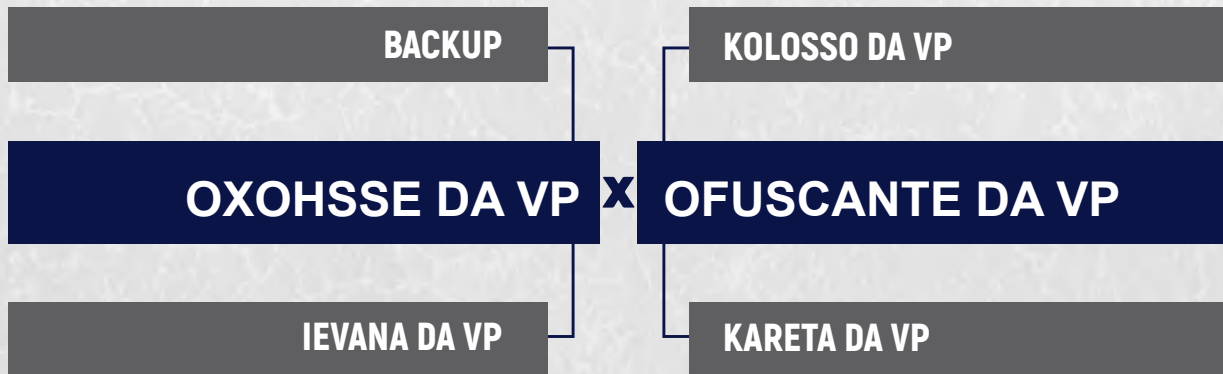 BACKUP
KOLOSSO DA VP
OXOHSSE DA VP X OFUSCANTE DA VP
IEVANA DA VP
KARETA DA VP